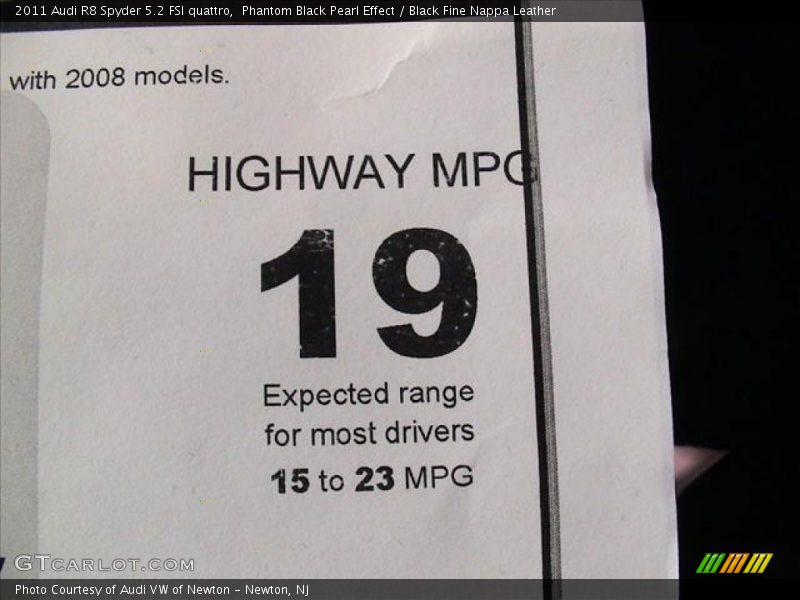 2011 Audi R8 Spyder 5.2 FSI quattro,  Phantom Black Pearl Effect / Black Fine Nappa Leather
with 2008 models.
HIGHWAY MPG
19
Expected range
for most drivers
15 to 23 MPG
GTCARLOT.COM
Photo Courtesy of Audi VW of Newton - Newton, NJ